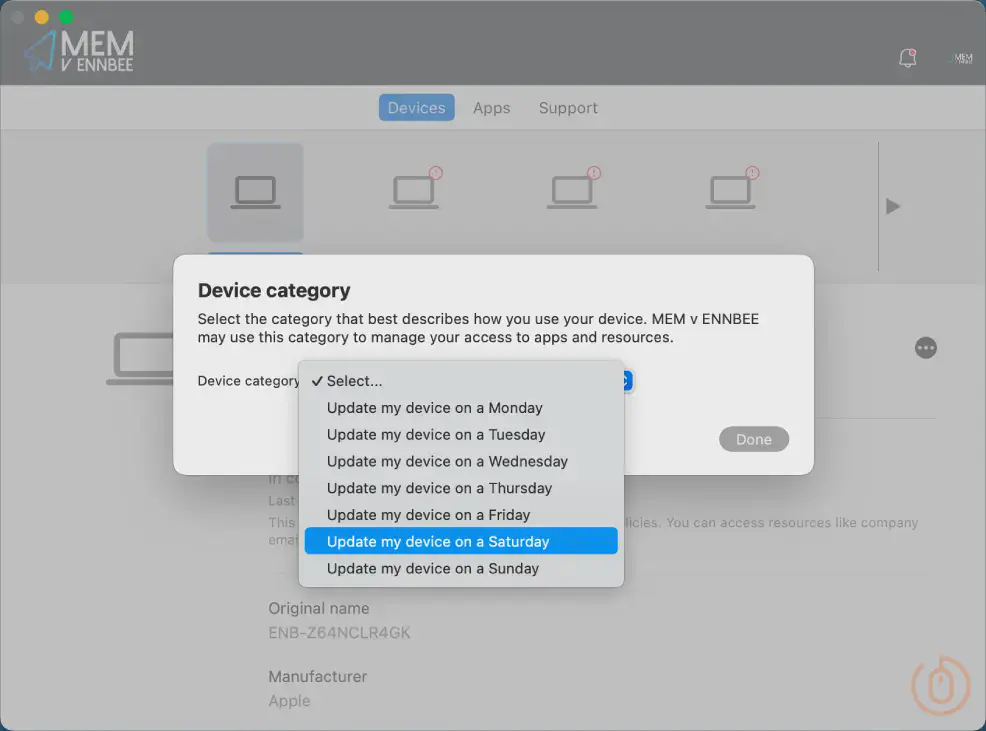 MEM
V ENNBEE
MEM
Devices Apps Support
Device category
Select the category that best describes how you use your device. MEM v ENNBEE
may use this category to manage your access to apps and resources.
Device category
✓ Select...
Update my device on a Monday
Update my device on a Tuesday
Update my device on a Wednesday
Update my device on a Thursday
Update my device on a Friday
Update my device on a Saturday
Update my device on a Sunday
Done
In co
Last
This licies. You can access resources like company
emai
Original name
ENB-Z64NCLR4GK
Manufacturer
Apple